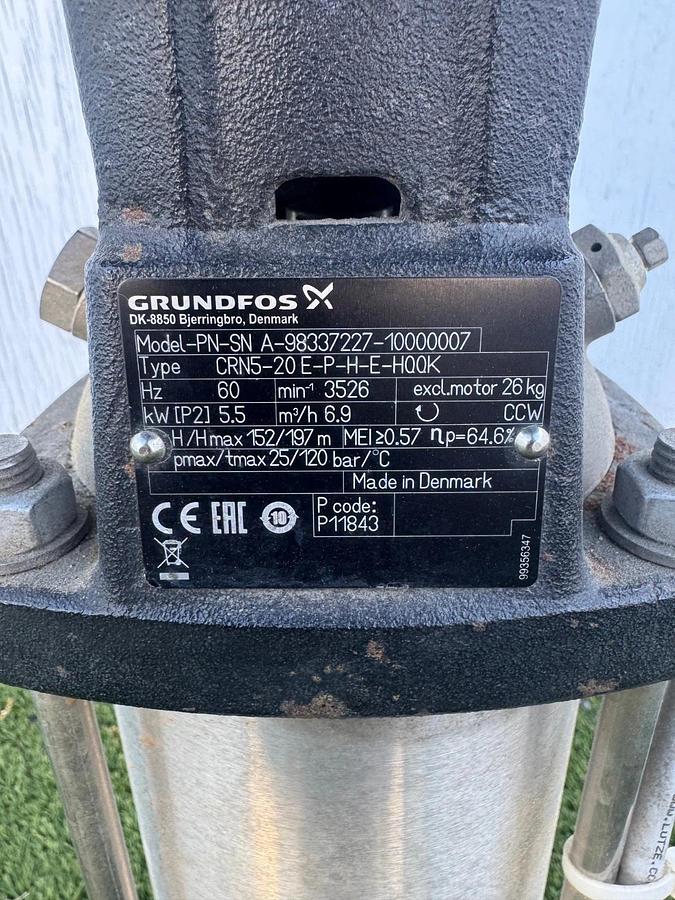 GRUNDFOS
DK-8850 Bjerringbro, Denmark
Model-PN-SN A-98337227-10000007
Type CRN5-20 E-P-H-E-HQQK
Hz 60 min⁻¹ 3526 excl.motor 26 kg
kW [P2] 5.5 m³/h 6.9 CCW
H/Hmax 152/197 m MEI ≥0.57 ηp=64.6%
pmax/tmax 25/120 bar/°C
Made in Denmark
CE EAC 10 P code:
P11843
99356347
.LUTZE.CO